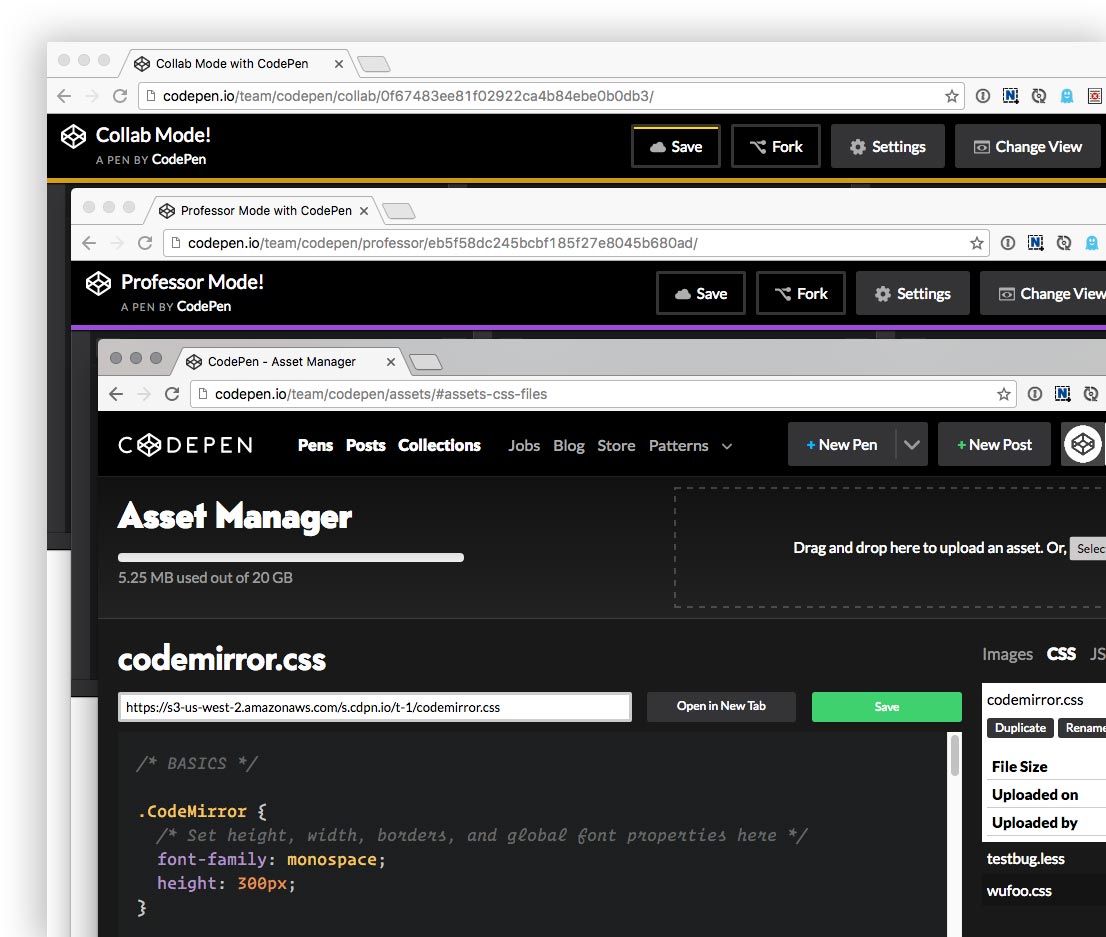 Collab Mode with CodePen
codepen.io/team/codepen/collab/0f67483ee81f02922ca4b84ebe0b0db3/
Collab Mode!
A PEN BY CodePen
Save Fork Settings Change View
Professor Mode with CodePen
codepen.io/team/codepen/professor/eb5f58dc245bcbf185f27e8045b680ad/
Professor Mode!
A PEN BY CodePen
Save Fork Settings Change View
CodePen - Asset Manager
codepen.io/team/codepen/assets/#assets-css-files
CODEPEN Pens Posts Collections Jobs Blog Store Patterns + New Pen + New Post
Asset Manager
5.25 MB used out of 20 GB
Drag and drop here to upload an asset. Or, Selec
codemirror.css
Images CSS JS
https://s3-us-west-2.amazonaws.com/s.cdpn.io/t-1/codemirror.css Open in New Tab Save
codemirror.css
Duplicate Rename
File Size
Uploaded on
Uploaded by
testbug.less
wufoo.css
/* BASICS */
.CodeMirror {
/* Set height, width, borders, and global font properties here */
font-family: monospace;
height: 300px;
}